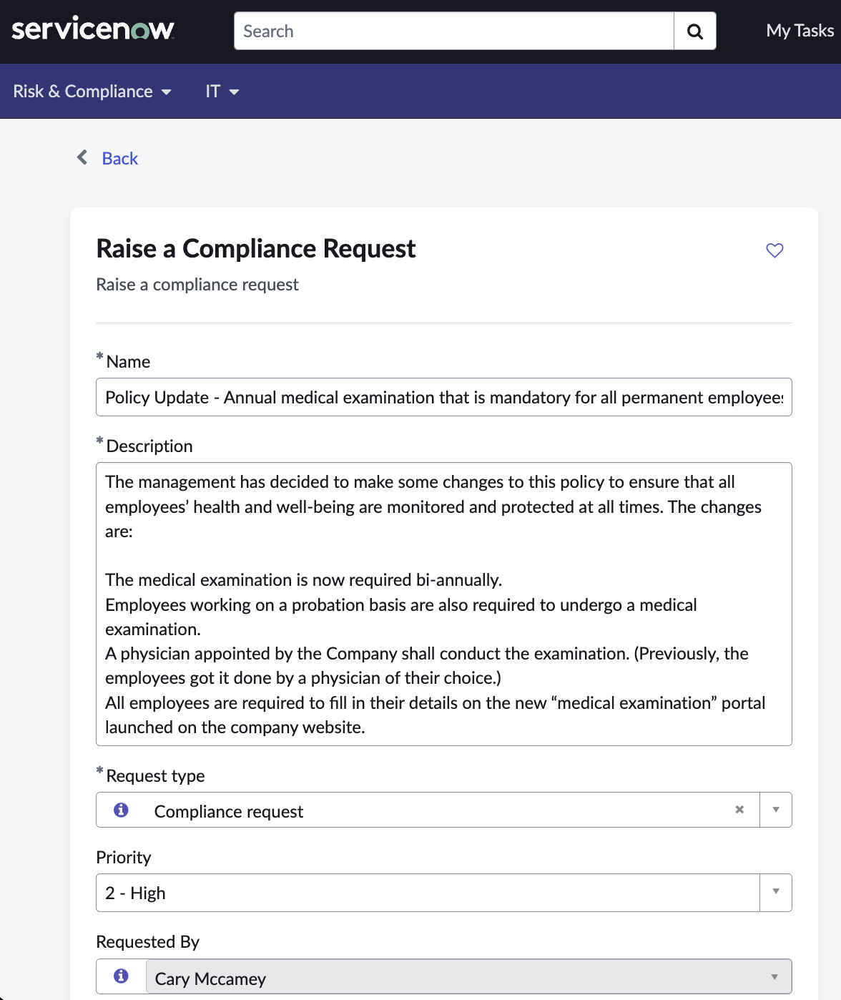 servicenow
Search
My Tasks
Risk & Compliance
IT
Back
Raise a Compliance Request
Raise a compliance request
* Name
Policy Update - Annual medical examination that is mandatory for all permanent employees
* Description
The management has decided to make some changes to this policy to ensure that all
employees’ health and well-being are monitored and protected at all times. The changes
are:
The medical examination is now required bi-annually.
Employees working on a probation basis are also required to undergo a medical
examination.
A physician appointed by the Company shall conduct the examination. (Previously, the
employees got it done by a physician of their choice.)
All employees are required to fill in their details on the new “medical examination” portal
launched on the company website.
* Request type
Compliance request
Priority
2 - High
Requested By
Cary Mccamey